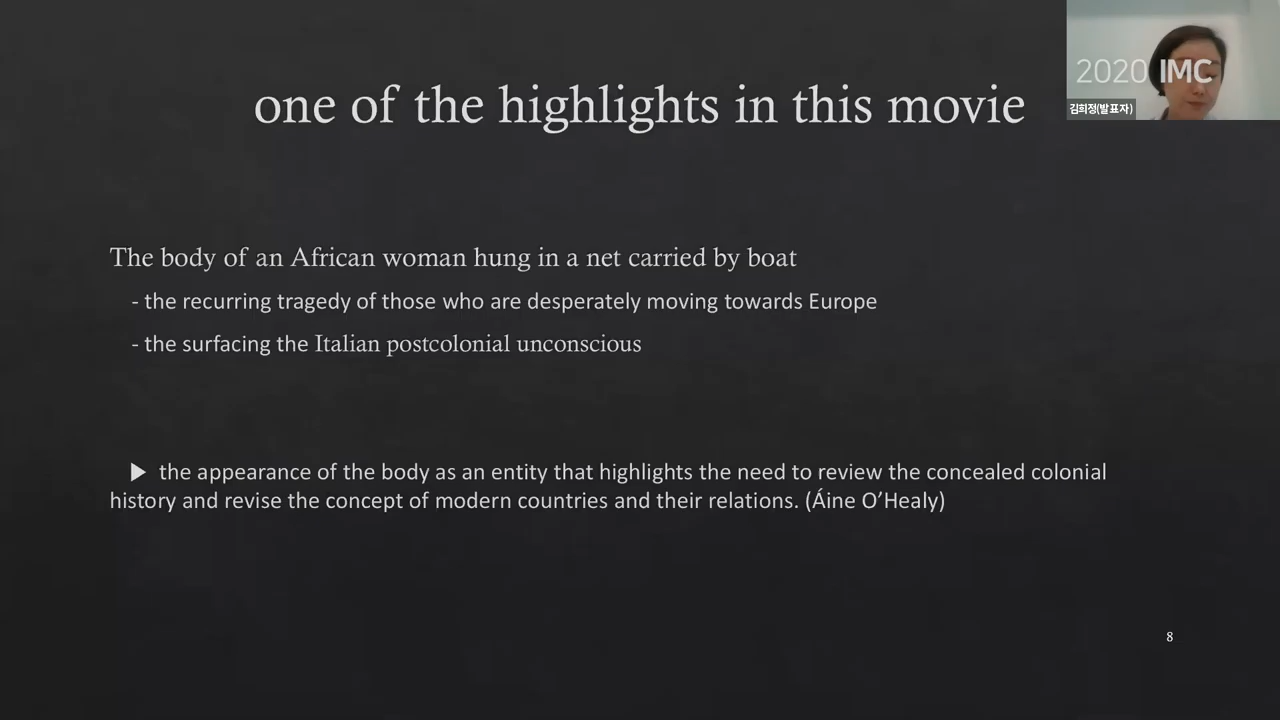 2020 IMC
김희정(발표자)
one of the highlights in this movie
The body of an African woman hung in a net carried by boat
- the recurring tragedy of those who are desperately moving towards Europe
- the surfacing the Italian postcolonial unconscious
▶ the appearance of the body as an entity that highlights the need to review the concealed colonial
history and revise the concept of modern countries and their relations. (Áine O’Healy)
8